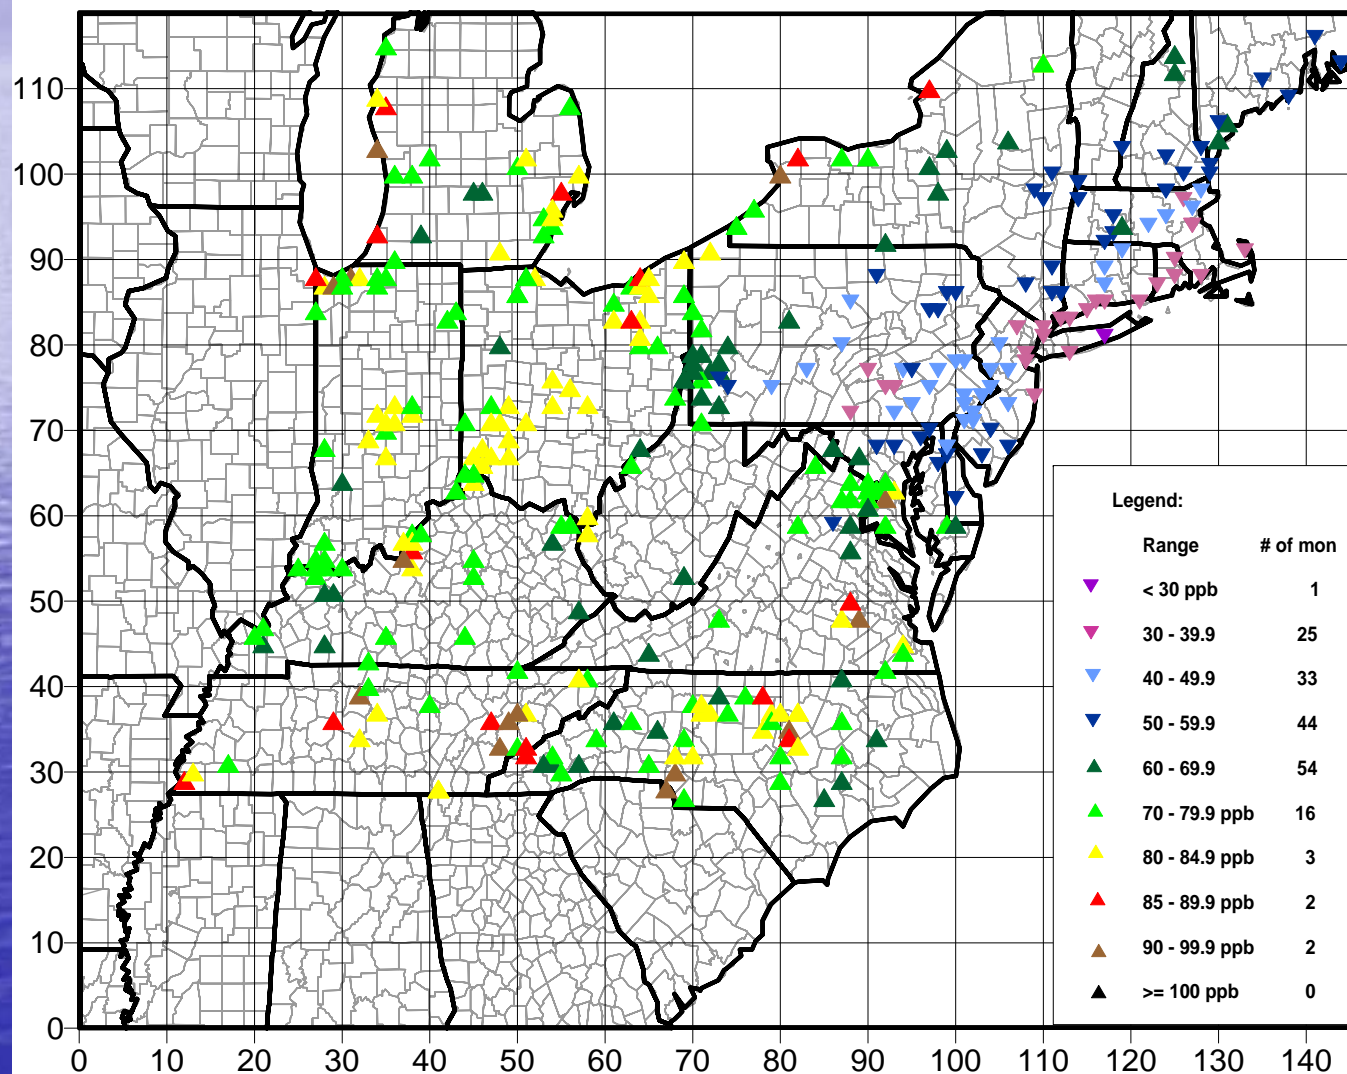 110
100
90
80
70
60
50
40
30
20
10
0
0 10 20 30 40 50 60 70 80 90 100 110 120 130 140
Legend:
Range # of mon
< 30 ppb 1
30 - 39.9 25
40 - 49.9 33
50 - 59.9 44
60 - 69.9 54
70 - 79.9 ppb 16
80 - 84.9 ppb 3
85 - 89.9 ppb 2
90 - 99.9 ppb 2
>= 100 ppb 0